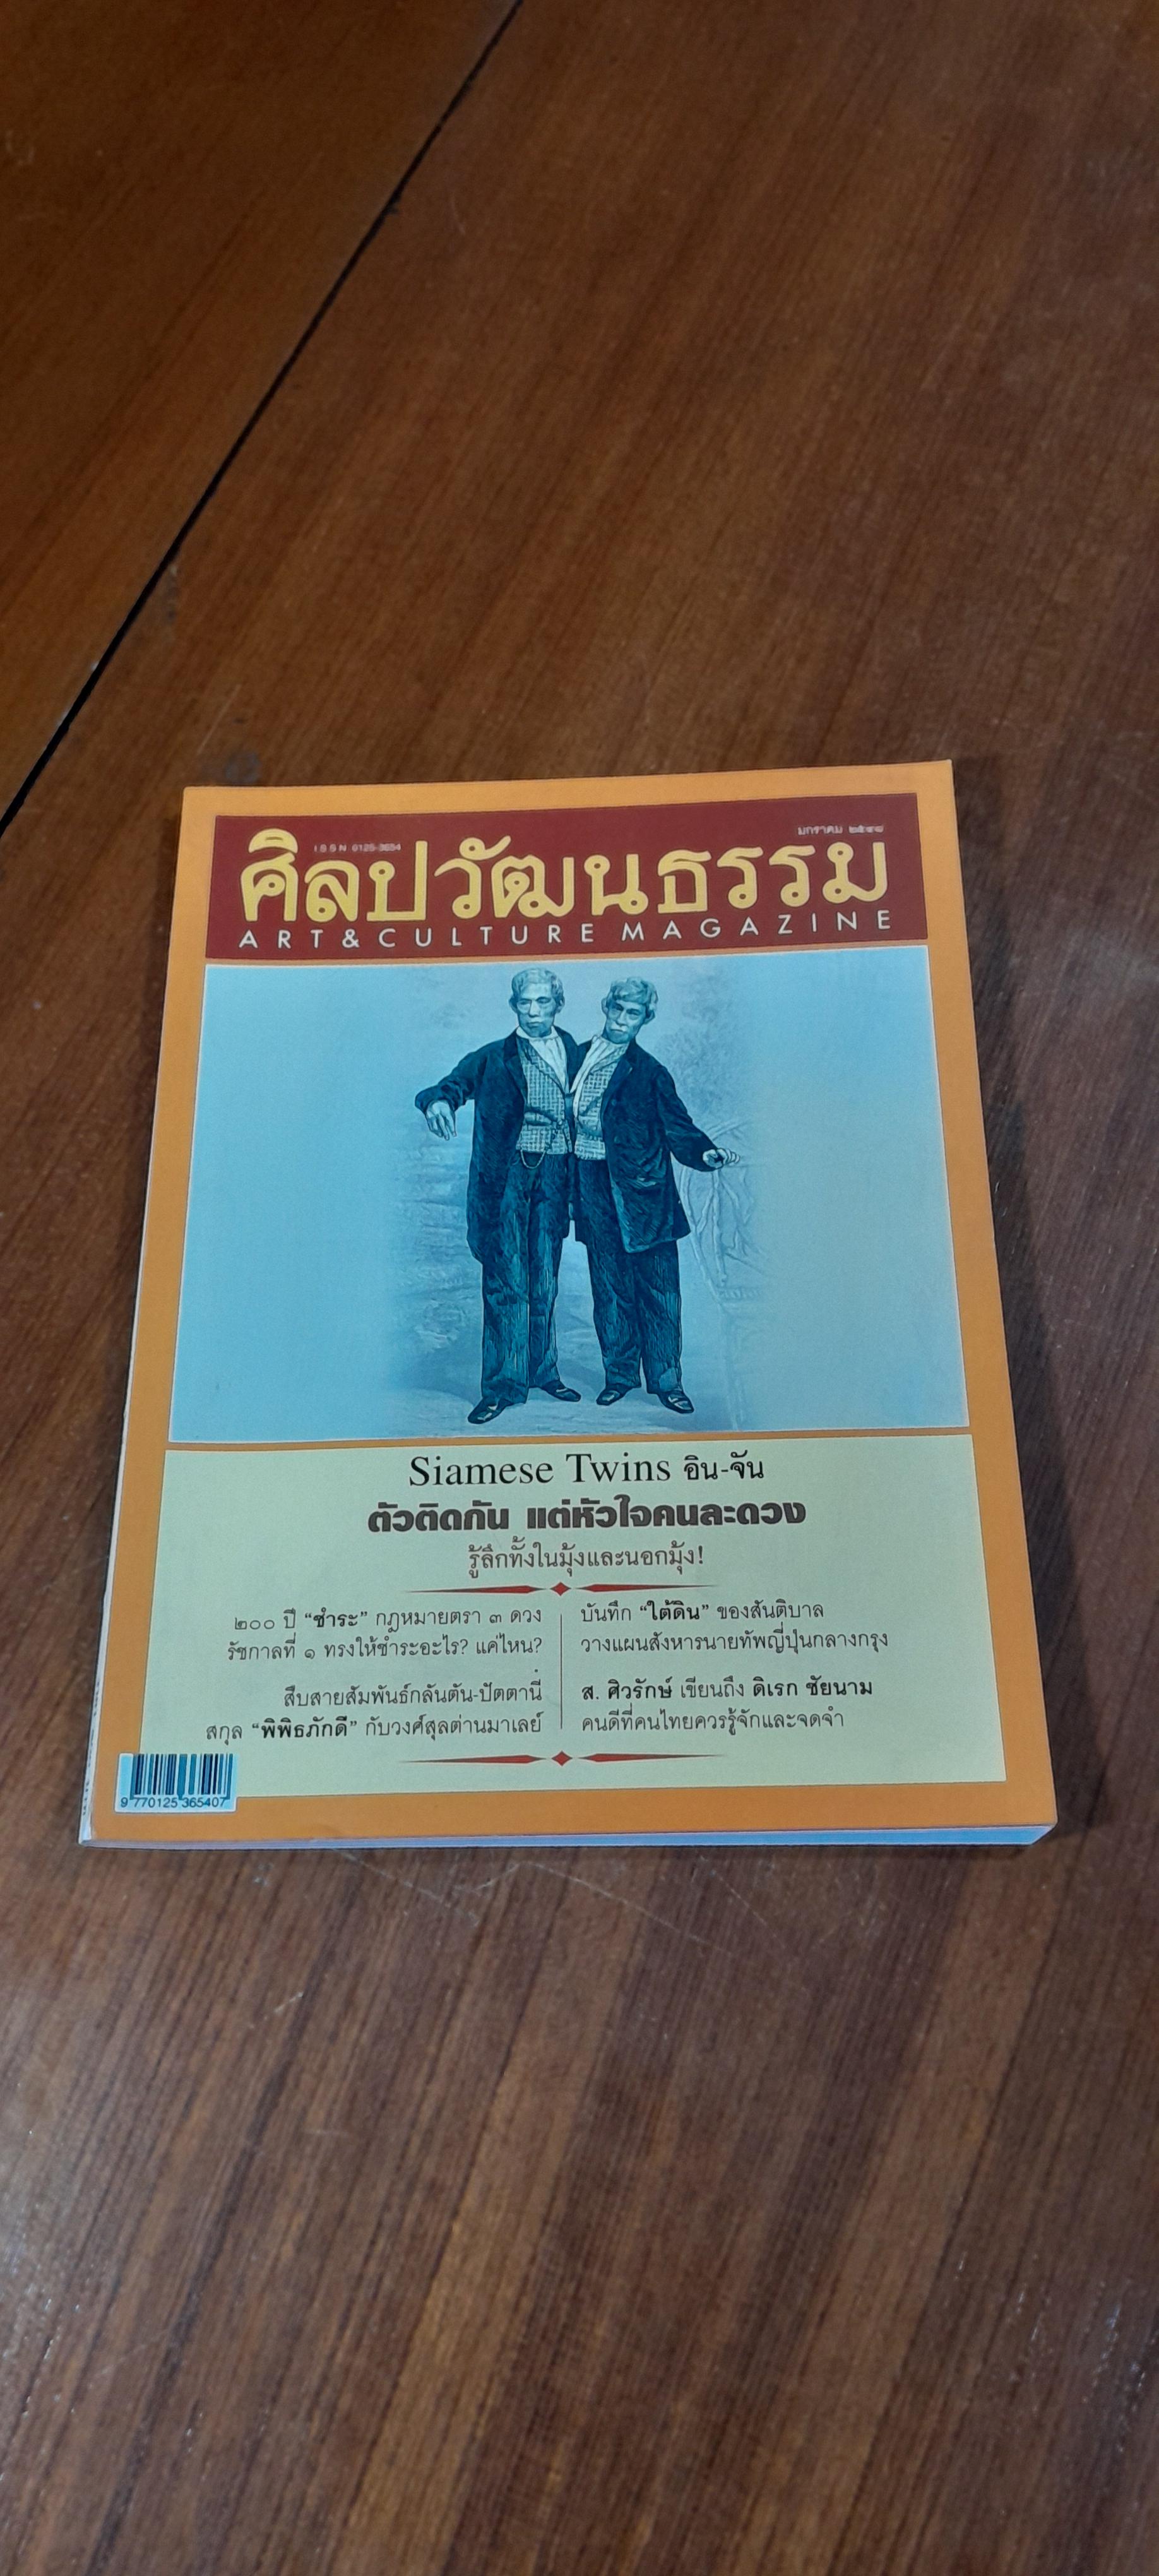 มกราคม ๒๕๔๘
ISSN 0125-3654
ศิลปวัฒนธรรม
ART&CULTURE MAGAZINE
Siamese Twins อิน-จัน
ตัวติดกัน แต่หัวใจคนละดวง
รู้ลึกทั้งในมุ้งและนอกมุ้ง!
๒๐๐ ปี “ชำระ” กฎหมายตรา ๓ ดวง
รัชกาลที่ ๑ ทรงให้ชำระอะไร? แค่ไหน?
สืบสายสัมพันธ์กลันตัน-ปัตตานี
สกุล “พิพิธภักดี” กับวงศ์สุลต่านมาเลย์
บันทึก “ใต้ดิน” ของสันติบาล
วางแผนสังหารนายทัพญี่ปุ่นกลางกรุง
ส. ศิวรักษ์ เขียนถึง ดิเรก ชัยนาม
คนดีที่คนไทยควรรู้จักและจดจำ
9 770125 365407